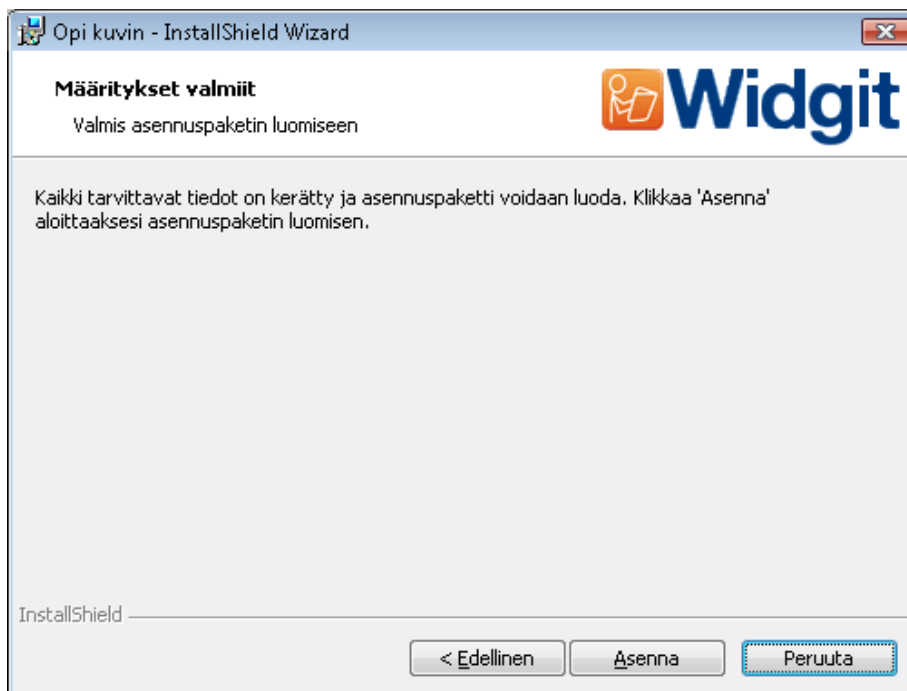 Opi kuvin - InstallShield Wizard
Määritykset valmiit
Widgit
Valmis asennuspaketin luomiseen
Kaikki tarvittavat tiedot on kerätty ja asennuspaketti voidaan luoda. Klikkaa 'Asenna'
aloittaaksesi asennuspaketin luomisen.
InstallShield
< Edellinen
Asenna
Peruuta